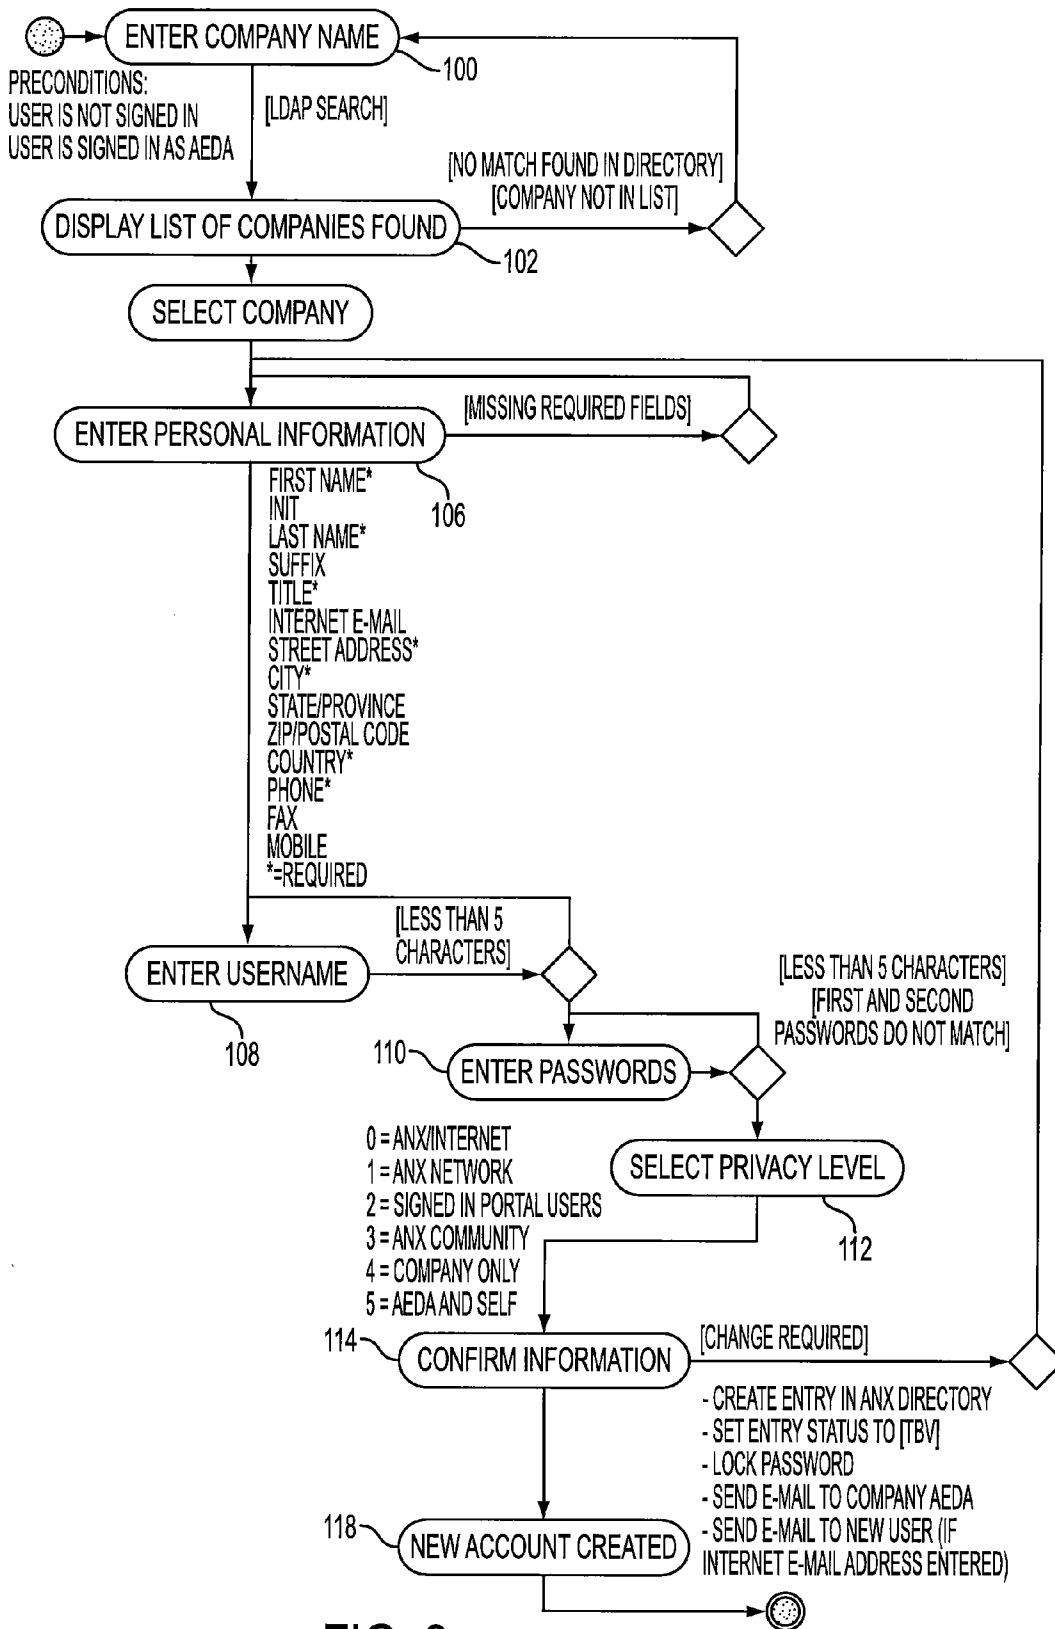 ENTER COMPANY NAME
100
PRECONDITIONS:
USER IS NOT SIGNED IN
USER IS SIGNED IN AS AEDA
[LDAP SEARCH]
[NO MATCH FOUND IN DIRECTORY]
[COMPANY NOT IN LIST]
DISPLAY LIST OF COMPANIES FOUND
102
SELECT COMPANY
[MISSING REQUIRED FIELDS]
ENTER PERSONAL INFORMATION
106
FIRST NAME*
INIT
LAST NAME*
SUFFIX
TITLE*
INTERNET E-MAIL
STREET ADDRESS*
CITY*
STATE/PROVINCE
ZIP/POSTAL CODE
COUNTRY*
PHONE*
FAX
MOBILE
*=REQUIRED
[LESS THAN 5
CHARACTERS]
ENTER USERNAME
108
[LESS THAN 5 CHARACTERS]
[FIRST AND SECOND
PASSWORDS DO NOT MATCH]
110
ENTER PASSWORDS
0 = ANX/INTERNET
1 = ANX NETWORK
2 = SIGNED IN PORTAL USERS
3 = ANX COMMUNITY
4 = COMPANY ONLY
5 = AEDA AND SELF
SELECT PRIVACY LEVEL
112
114
CONFIRM INFORMATION
[CHANGE REQUIRED]
- CREATE ENTRY IN ANX DIRECTORY
- SET ENTRY STATUS TO [TBV]
- LOCK PASSWORD
- SEND E-MAIL TO COMPANY AEDA
- SEND E-MAIL TO NEW USER (IF
INTERNET E-MAIL ADDRESS ENTERED)
118
NEW ACCOUNT CREATED